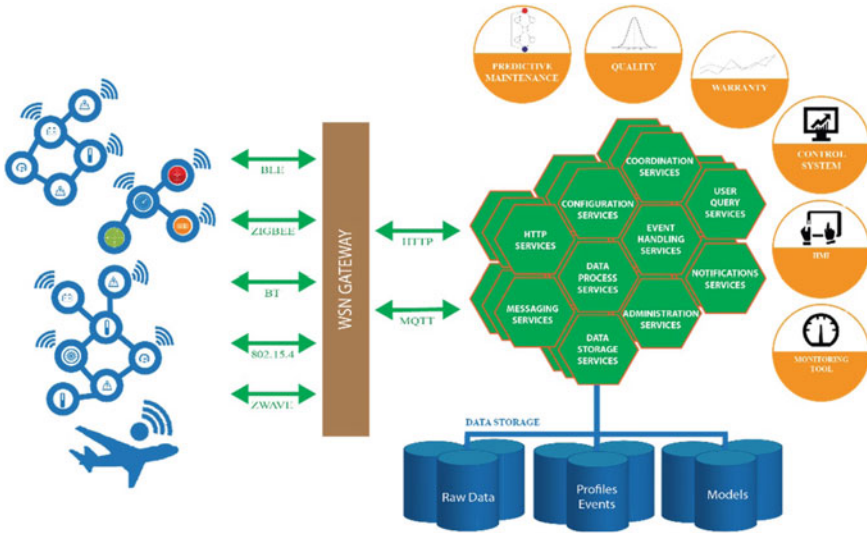 PREDICTIVE
MAINTENANCE
QUALITY
WARRANTY
CONTROL
SYSTEM
HMI
MONITORING
TOOL
BLE
ZIGBEE
BT
802.15.4
ZWAVE
WSN GATEWAY
HTTP
MQTT
COORDINATION
SERVICES
CONFIGURATION
SERVICES
USER
QUERY
SERVICES
HTTP
SERVICES
EVENT
HANDLING
SERVICES
DATA
PROCESS
SERVICES
NOTIFICATIONS
SERVICES
MESSAGING
SERVICES
ADMINISTRATION
SERVICES
DATA
STORAGE
SERVICES
DATA STORAGE
Raw Data
Profiles
Events
Models